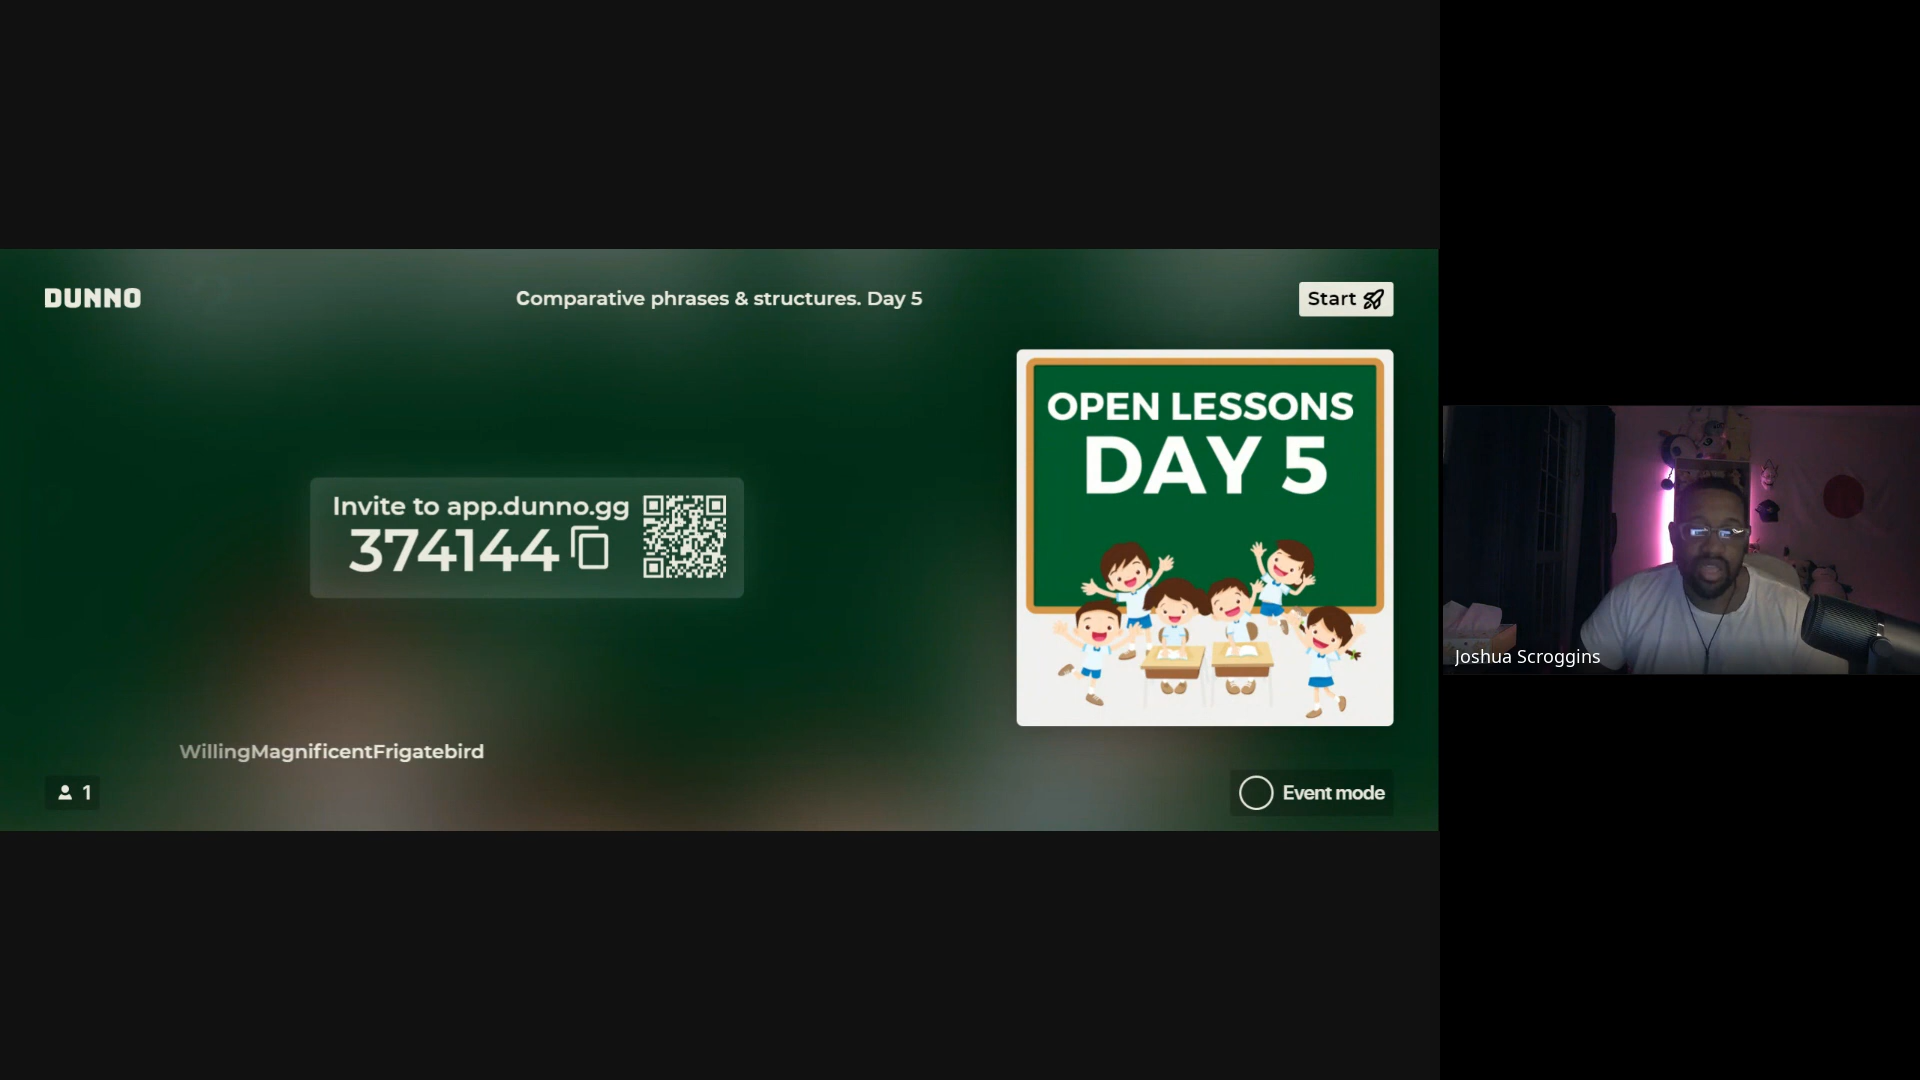 DUNNO
Comparative phrases & structures. Day 5
Start
OPEN LESSONS
DAY 5
Invite to app.dunno.gg
374144
WillingMagnificentFrigatebird
1
Event mode
Joshua Scroggins